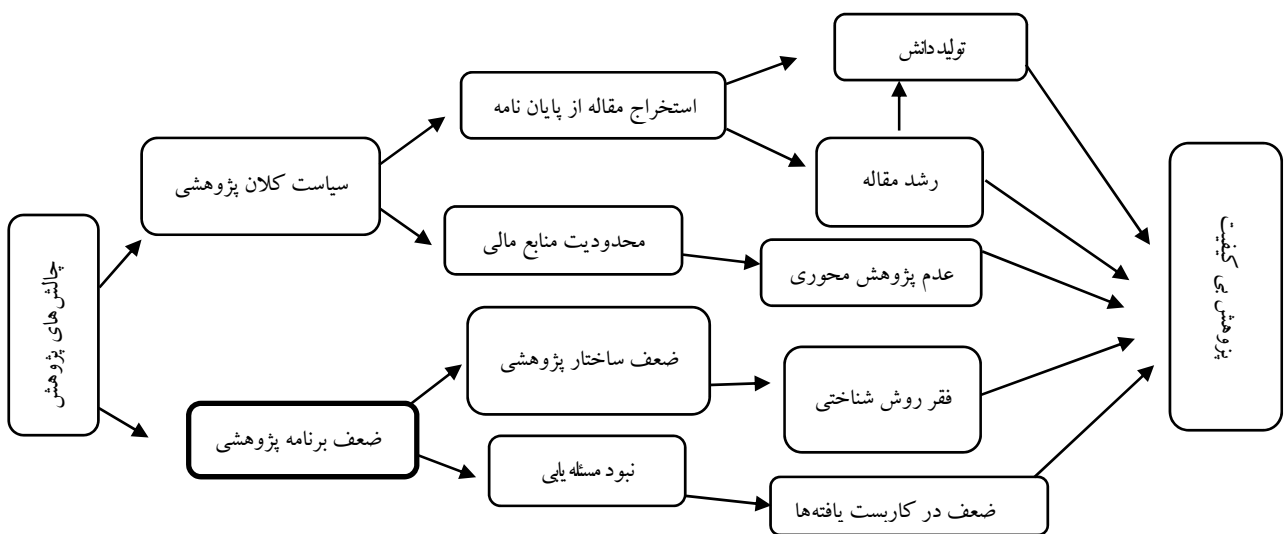 تولید دانش
استخراج مقاله از پایان نامه
سیاست کلان پژوهشی
رشد مقاله
محدودیت منابع مالی
عدم پژوهش محوری
چالش‌های پژوهش
پژوهش بی کیفیت
ضعف ساختار پژوهشی
فقر روش شناختی
ضعف برنامه پژوهشی
نبود مسئله یابی
ضعف در کاربست یافته‌ها